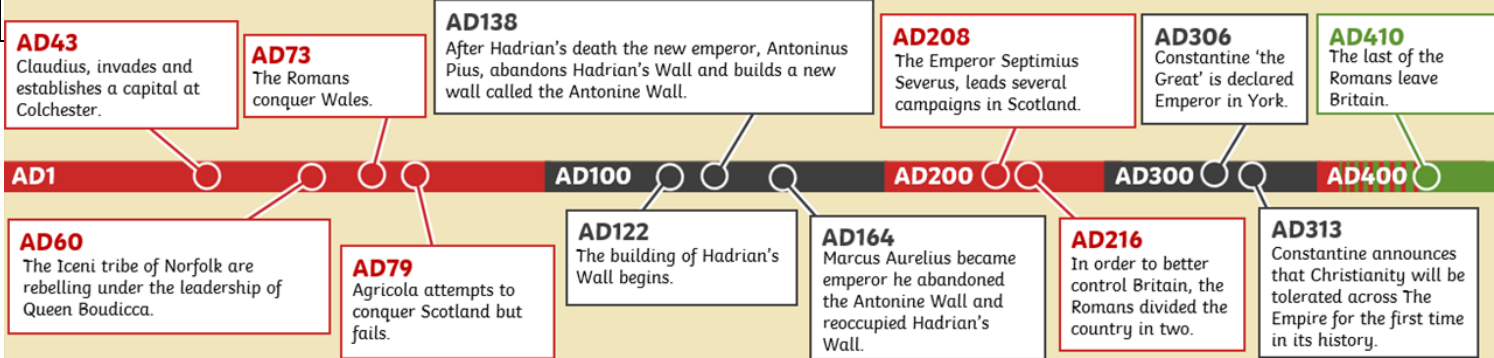 AD43
Claudius, invades and
establishes a capital at
Colchester.
AD73
The Romans
conquer Wales.
AD138
After Hadrian's death the new emperor, Antoninus
Pius, abandons Hadrian's Wall and builds a new
wall called the Antonine Wall.
AD208
The Emperor Septimius
Severus, leads several
campaigns in Scotland.
AD306
Constantine 'the
Great' is declared
Emperor in York.
AD410
The last of the
Romans leave
Britain.
AD1
AD100
AD200
AD300
AD400
AD60
The Iceni tribe of Norfolk are
rebelling under the leadership of
Queen Boudicca.
AD79
Agricola attempts to
conquer Scotland but
fails.
AD122
The building of Hadrian's
Wall begins.
AD164
Marcus Aurelius became
emperor he abandoned
the Antonine Wall and
reoccupied Hadrian's
Wall.
AD216
In order to better
control Britain, the
Romans divided the
country in two.
AD313
Constantine announces
that Christianity will be
tolerated across The
Empire for the first time
in its history.